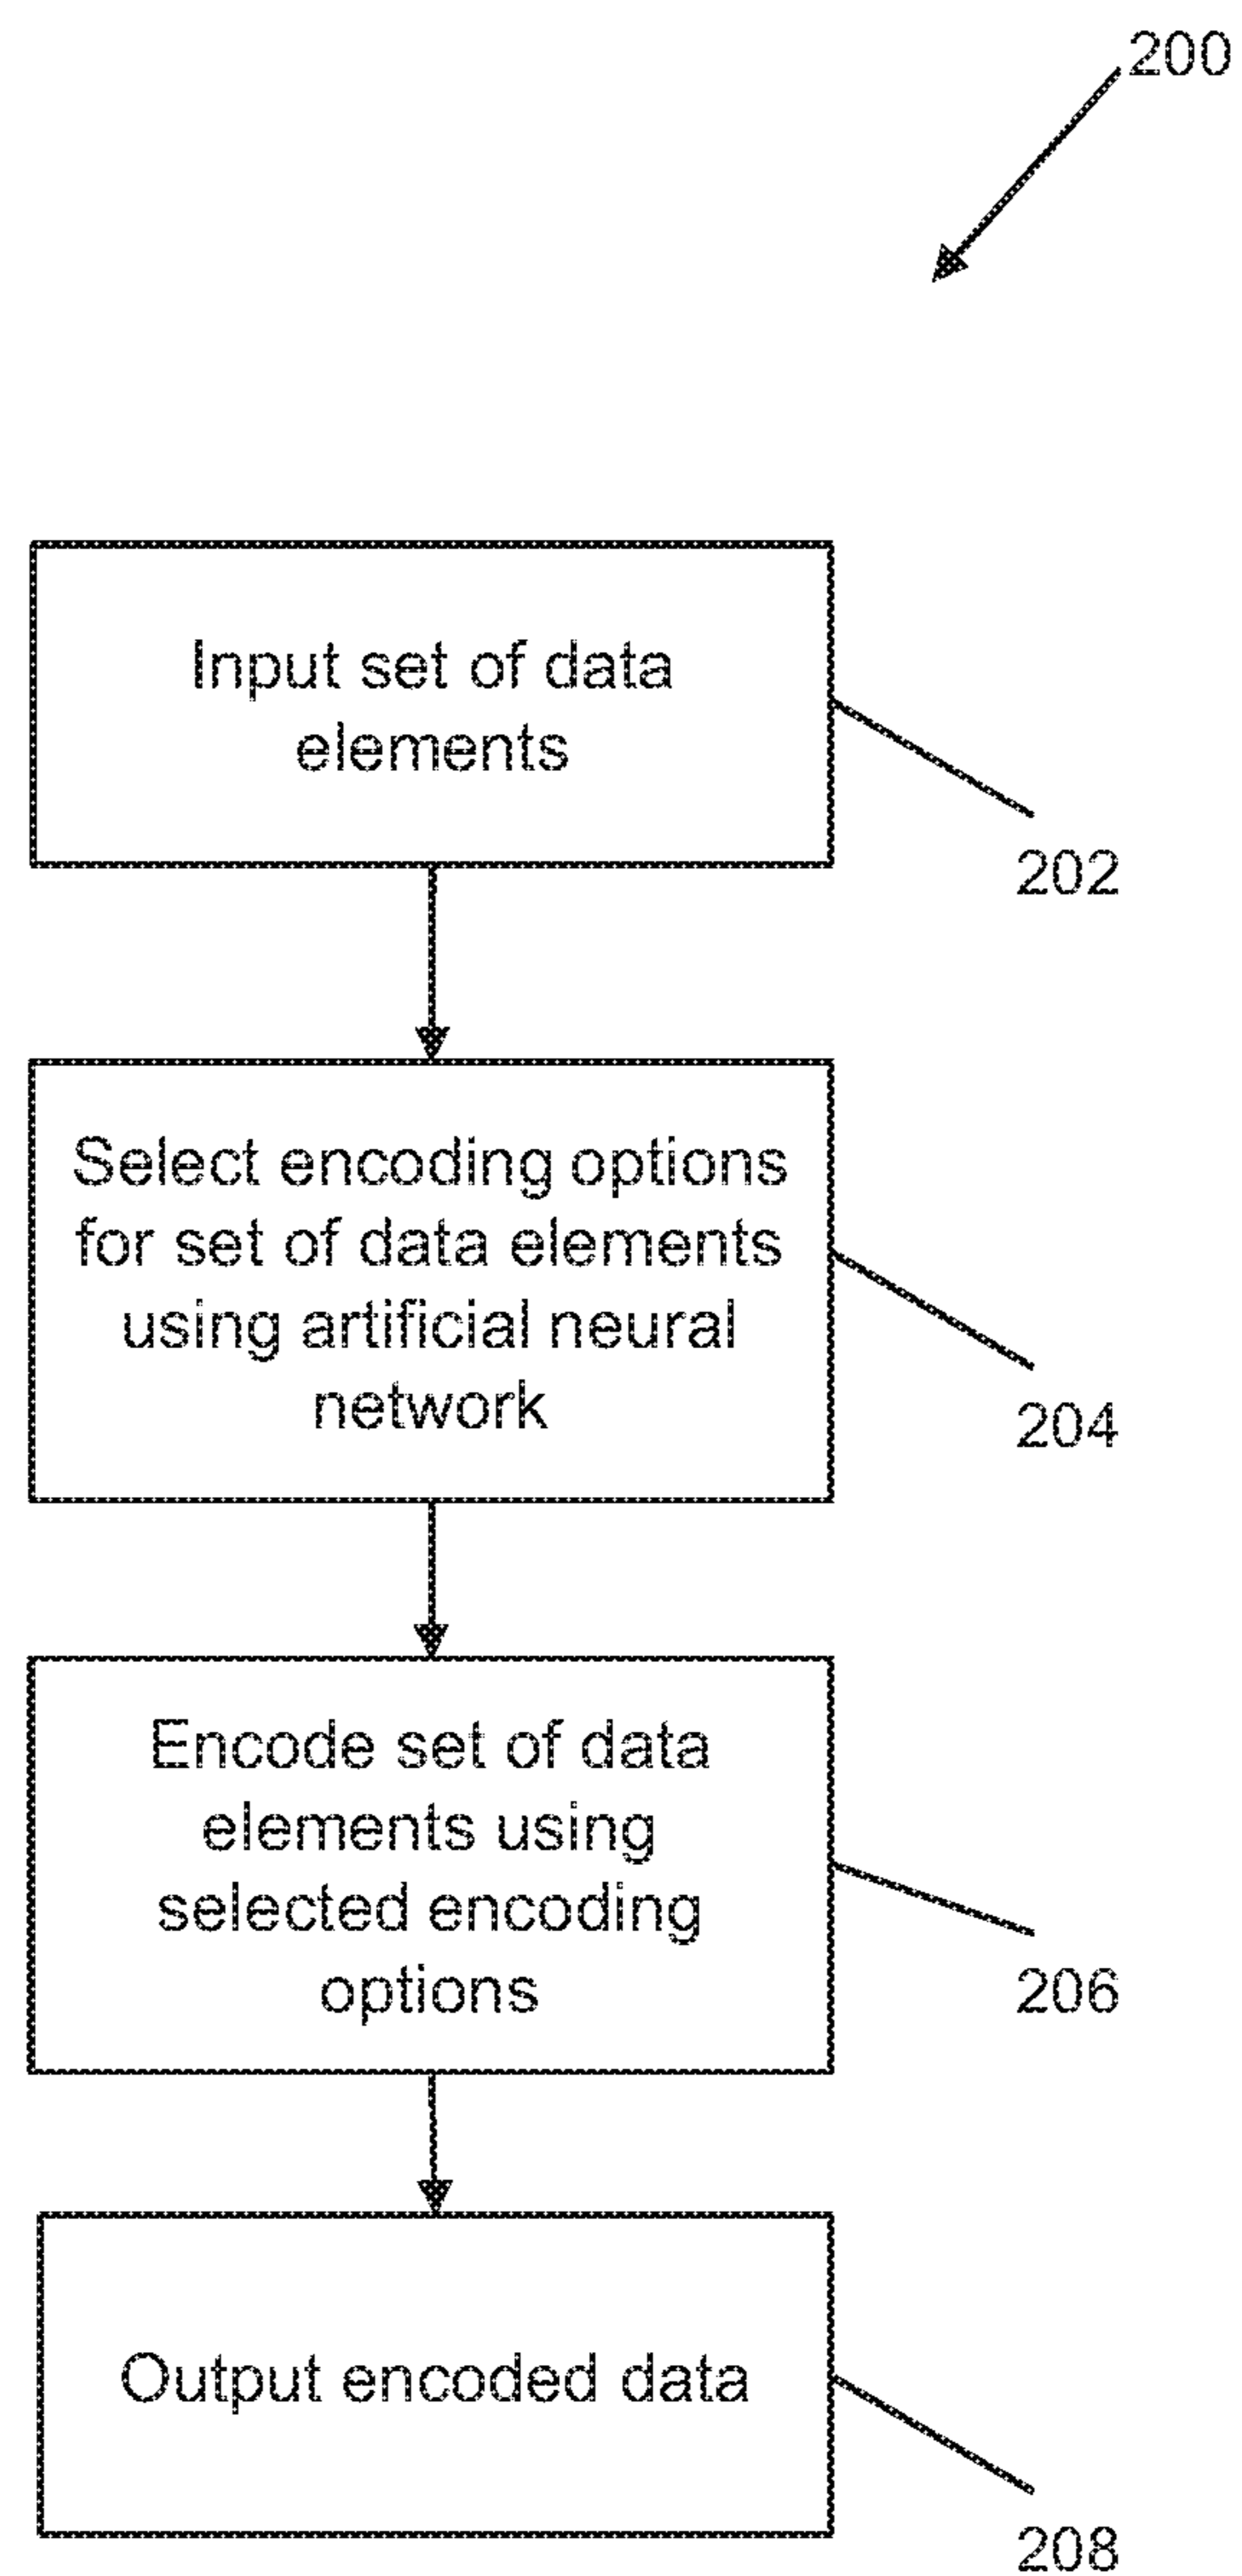 200
Input set of data
elements
202
Select encoding options
for set of data elements
using artificial neural
network
204
Encode set of data
elements using
selected encoding
options
206
Output encoded data
208